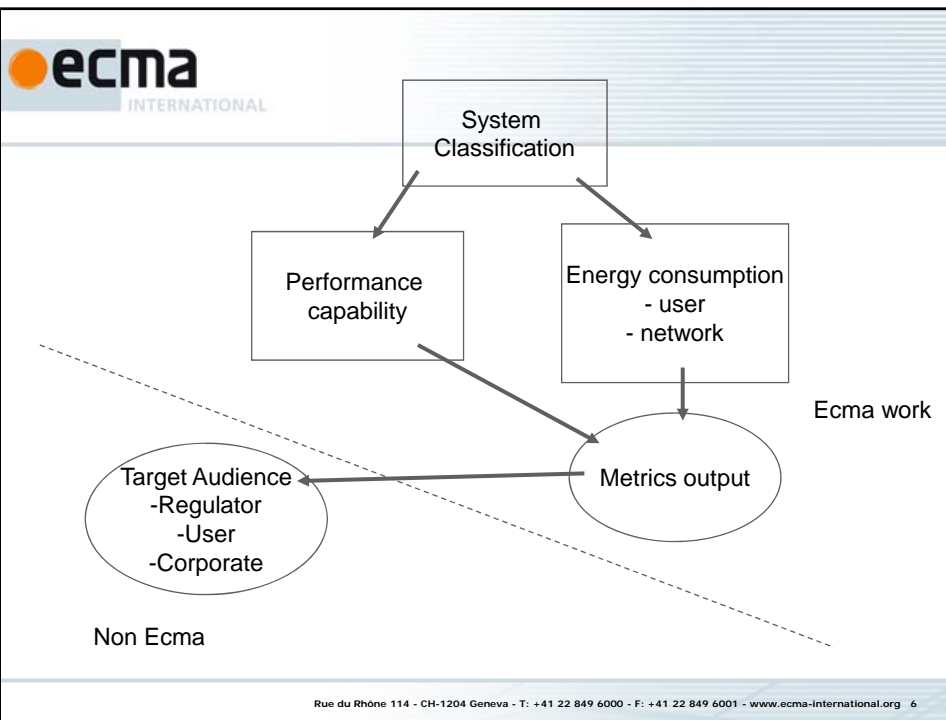 ecma
INTERNATIONAL
System
Classification
Performance
capability
Energy consumption
- user
- network
Ecma work
Metrics output
Target Audience
-Regulator
-User
-Corporate
Non Ecma
Rue du Rhône 114 - CH-1204 Geneva - T: +41 22 849 6000 - F: +41 22 849 6001 - www.ecma-international.org 6